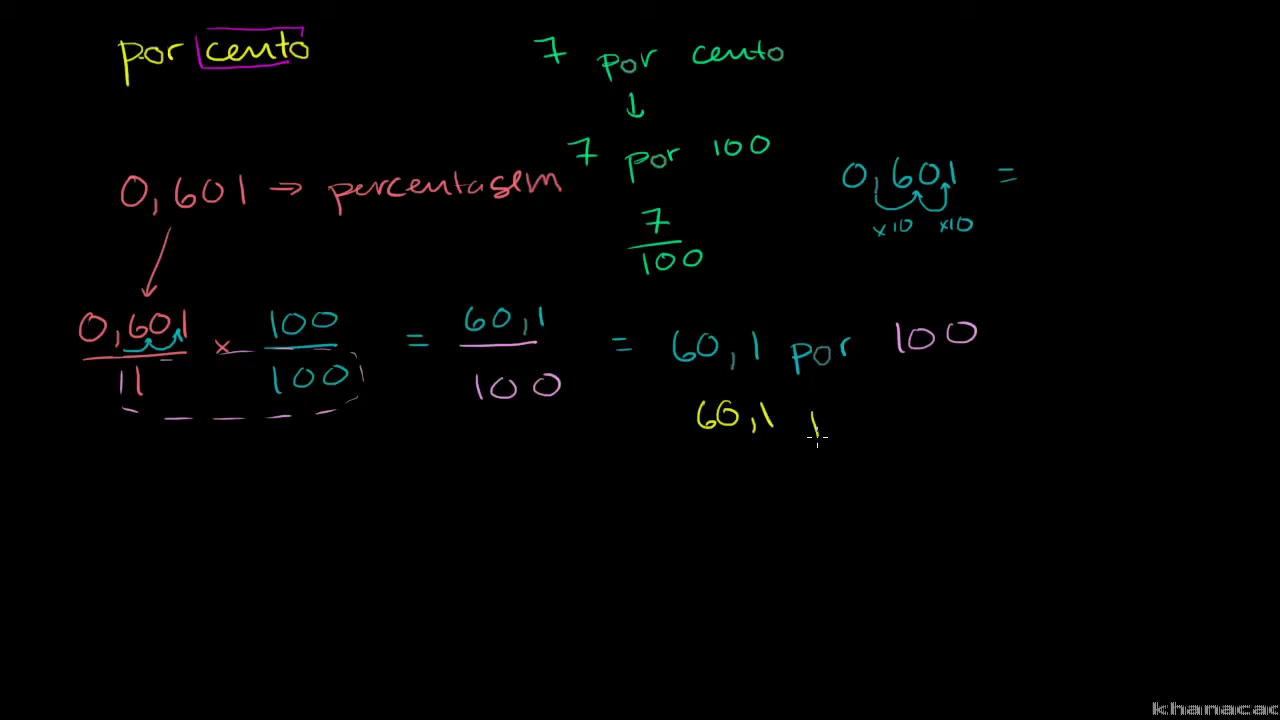 por cento
7 por cento
↓
7 por 100
7
100
0,601 → percentagem
0,601 =
x10 x10
0,601 / 1 × 100 / 100 = 60,1 / 100 = 60,1 por 100
60,1
khanacad